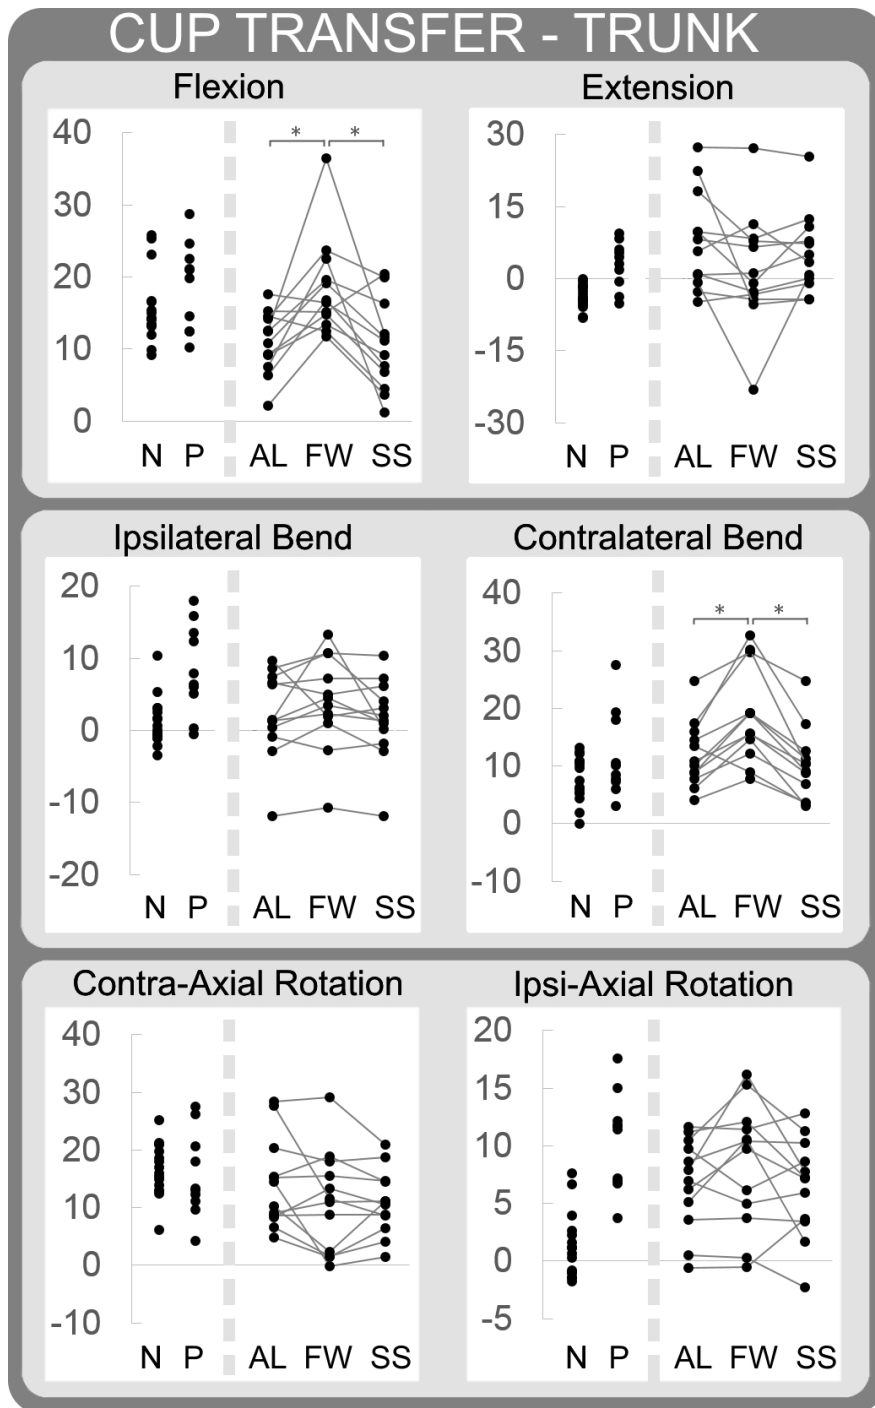 CUP TRANSFER - TRUNK
Flexion
40
30
20
10
0
* *
N P AL FW SS
Extension
30
15
0
-15
-30
N P AL FW SS
Ipsilateral Bend
20
10
0
-10
-20
N P AL FW SS
Contralateral Bend
40
30
20
10
0
-10
* *
N P AL FW SS
Contra-Axial Rotation
40
30
20
10
0
-10
N P AL FW SS
Ipsi-Axial Rotation
20
15
10
5
0
-5
N P AL FW SS